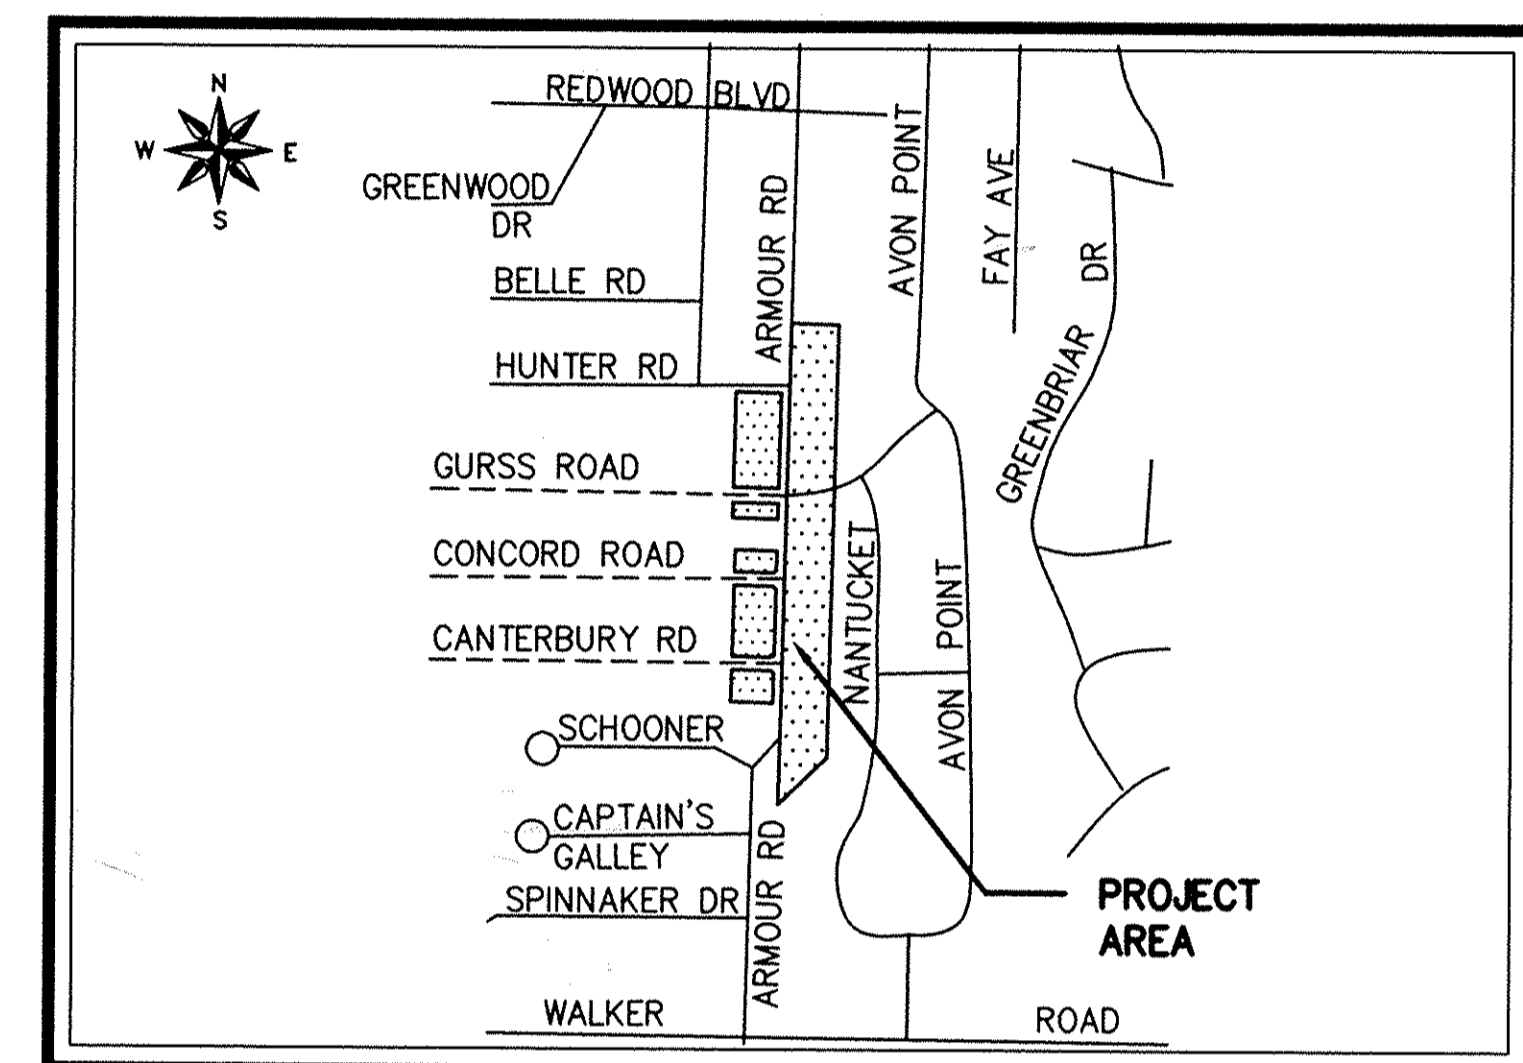 N
W
E
S
REDWOOD BLVD
GREENWOOD
DR
BELLE RD
HUNTER RD
ARMOUR RD
AVON POINT
FAY AVE
GREENBRIAR DR
GURSS ROAD
CONCORD ROAD
CANTERBURY RD
NANTUCKET
AVON POINT
SCHOONER
CAPTAIN'S
GALLEY
SPINNAKER DR
ARMOUR RD
PROJECT
AREA
WALKER ROAD